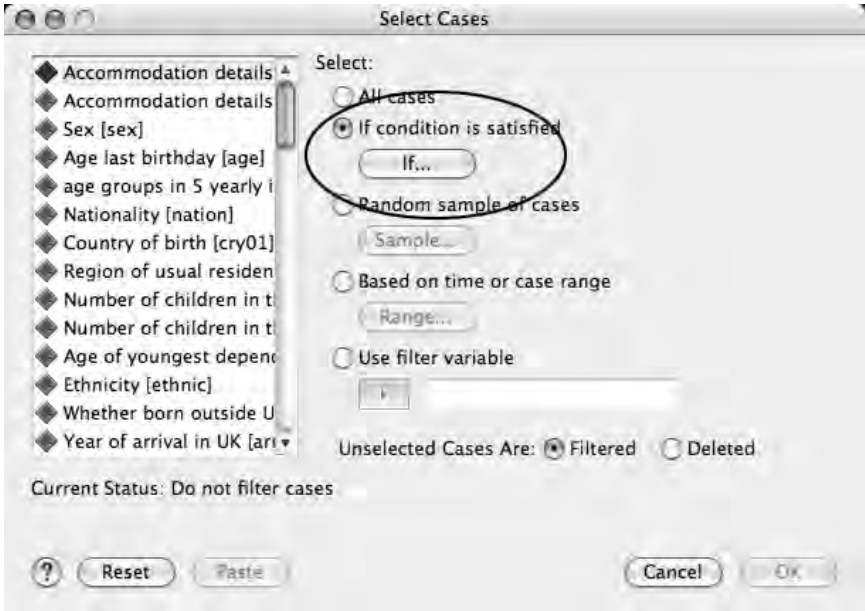 Select Cases
Accommodation details
Accommodation details
Sex [sex]
Age last birthday [age]
age groups in 5 yearly i
Nationality [nation]
Country of birth [cry01]
Region of usual residen
Number of children in t
Number of children in t
Age of youngest depend
Ethnicity [ethnic]
Whether born outside U
Year of arrival in UK [arr
Select:
All cases
If condition is satisfied
If...
Random sample of cases
Sample...
Based on time or case range
Range...
Use filter variable
Unselected Cases Are: Filtered Deleted
Current Status: Do not filter cases
? Reset Paste Cancel OK